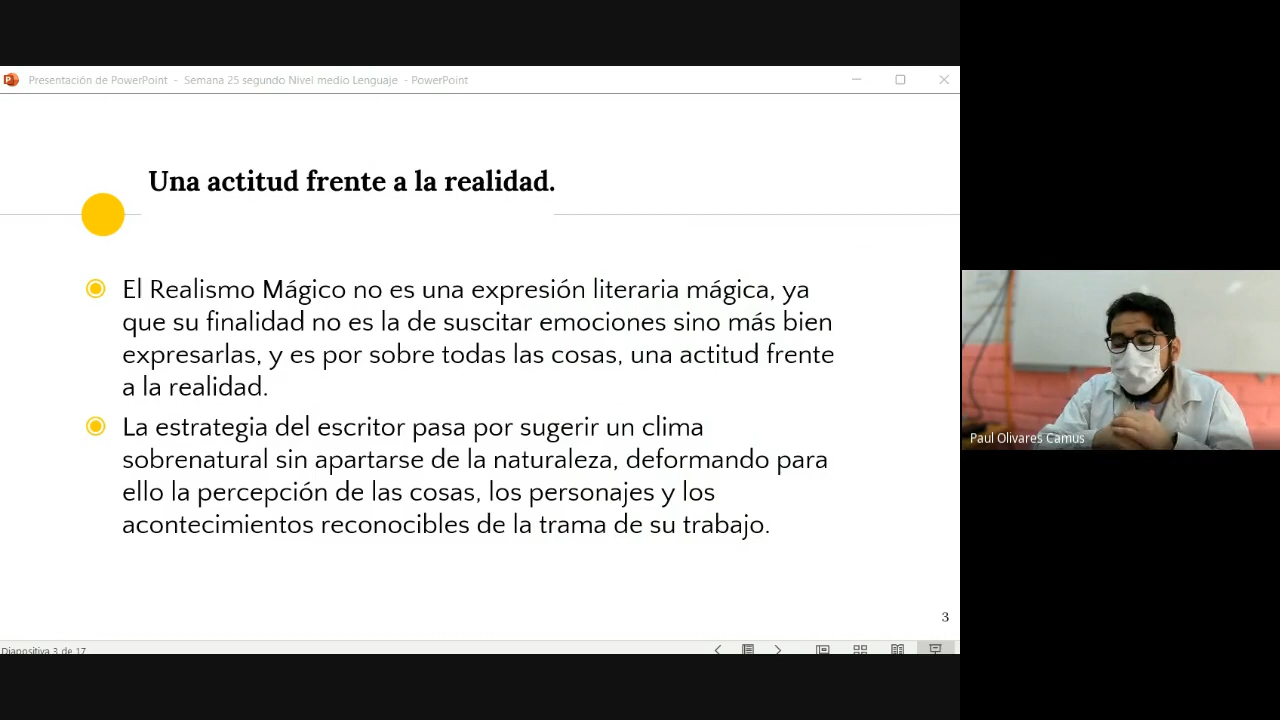 Presentación de PowerPoint - Semana 25 segundo Nivel medio Lenguaje - PowerPoint
Una actitud frente a la realidad.
El Realismo Mágico no es una expresión literaria mágica, ya
que su finalidad no es la de suscitar emociones sino más bien
expresarlas, y es por sobre todas las cosas, una actitud frente
a la realidad.
La estrategia del escritor pasa por sugerir un clima
sobrenatural sin apartarse de la naturaleza, deformando para
ello la percepción de las cosas, los personajes y los
acontecimientos reconocibles de la trama de su trabajo.
3
Diapositiva 3 de 17
Paul Olivares Camus